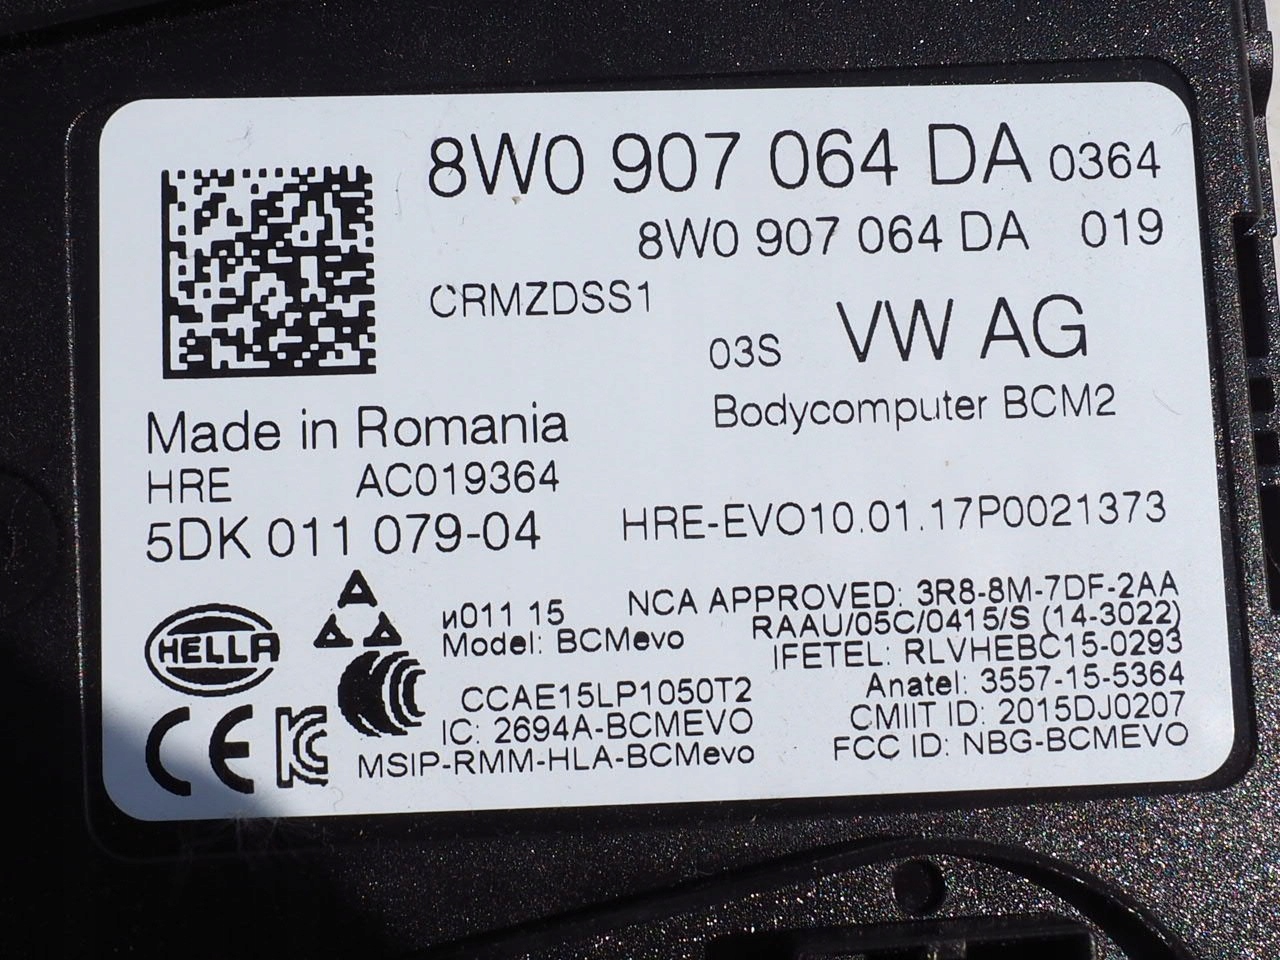 8W0 907 064 DA 0364
8W0 907 064 DA 019
CRMZDSS1
03S VW AG
Bodycomputer BCM2
Made in Romania
HRE AC019364
5DK 011 079-04
HRE-EVO10.01.17P0021373
HELLA
CE
и011 15
Model: BCMevo
CCAE15LP1050T2
IC: 2694A-BCMEVO
MSIP-RMM-HLA-BCMevo
NCA APPROVED: 3R8-8M-7DF-2AA
RAAU/05C/0415/S (14-3022)
IFETEL: RLVHEBC15-0293
Anatel: 3557-15-5364
CMIIT ID: 2015DJ0207
FCC ID: NBG-BCMEVO